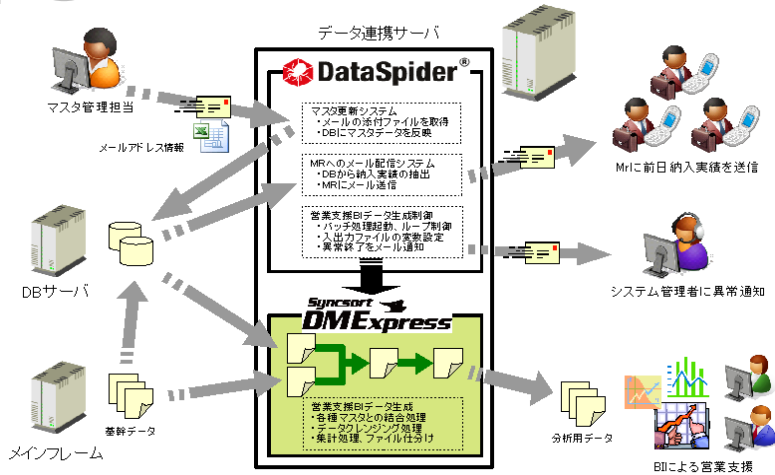 データ連携サーバ
DataSpider®
マスタ管理担当
メールアドレス情報
マスタ更新システム
・メールの添付ファイルを取得
・DBにマスタデータを反映
MRへのメール配信システム
・DBから納入実績の抽出
・MRにメール送信
Mrに前日納入実績を送信
営業支援BIデータ生成制御
・バッチ処理起動、ループ制御
・入出力ファイルの変数設定
・異常終了をメール通知
システム管理者に異常通知
DBサーバ
Syncsort
DMExpress
営業支援BIデータ生成
・各種マスタとの結合処理
・データクレンジング処理
・集計処理、ファイル仕分け
基幹データ
メインフレーム
分析用データ
BIによる営業支援